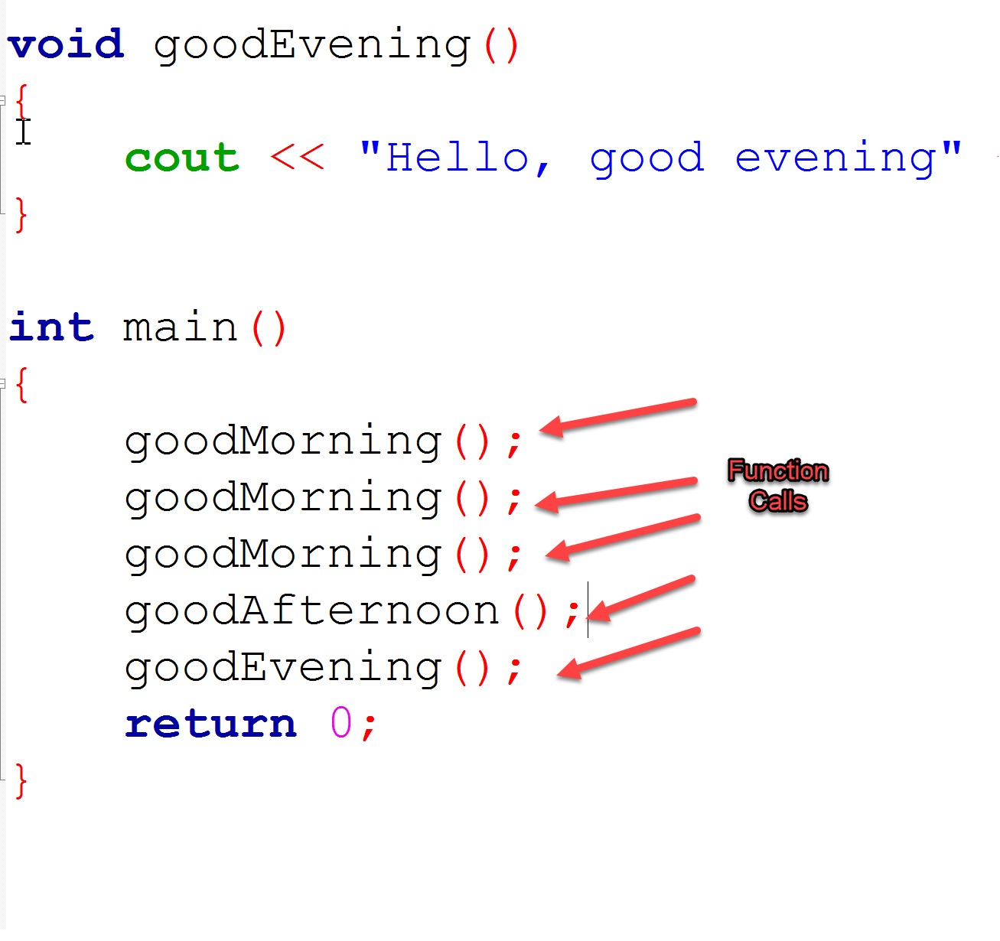 void goodEvening()
{
cout << "Hello, good evening"
}
int main()
{
goodMorning();
goodMorning();
goodMorning();
goodAfternoon();
goodEvening();
return 0;
}
Function
Calls